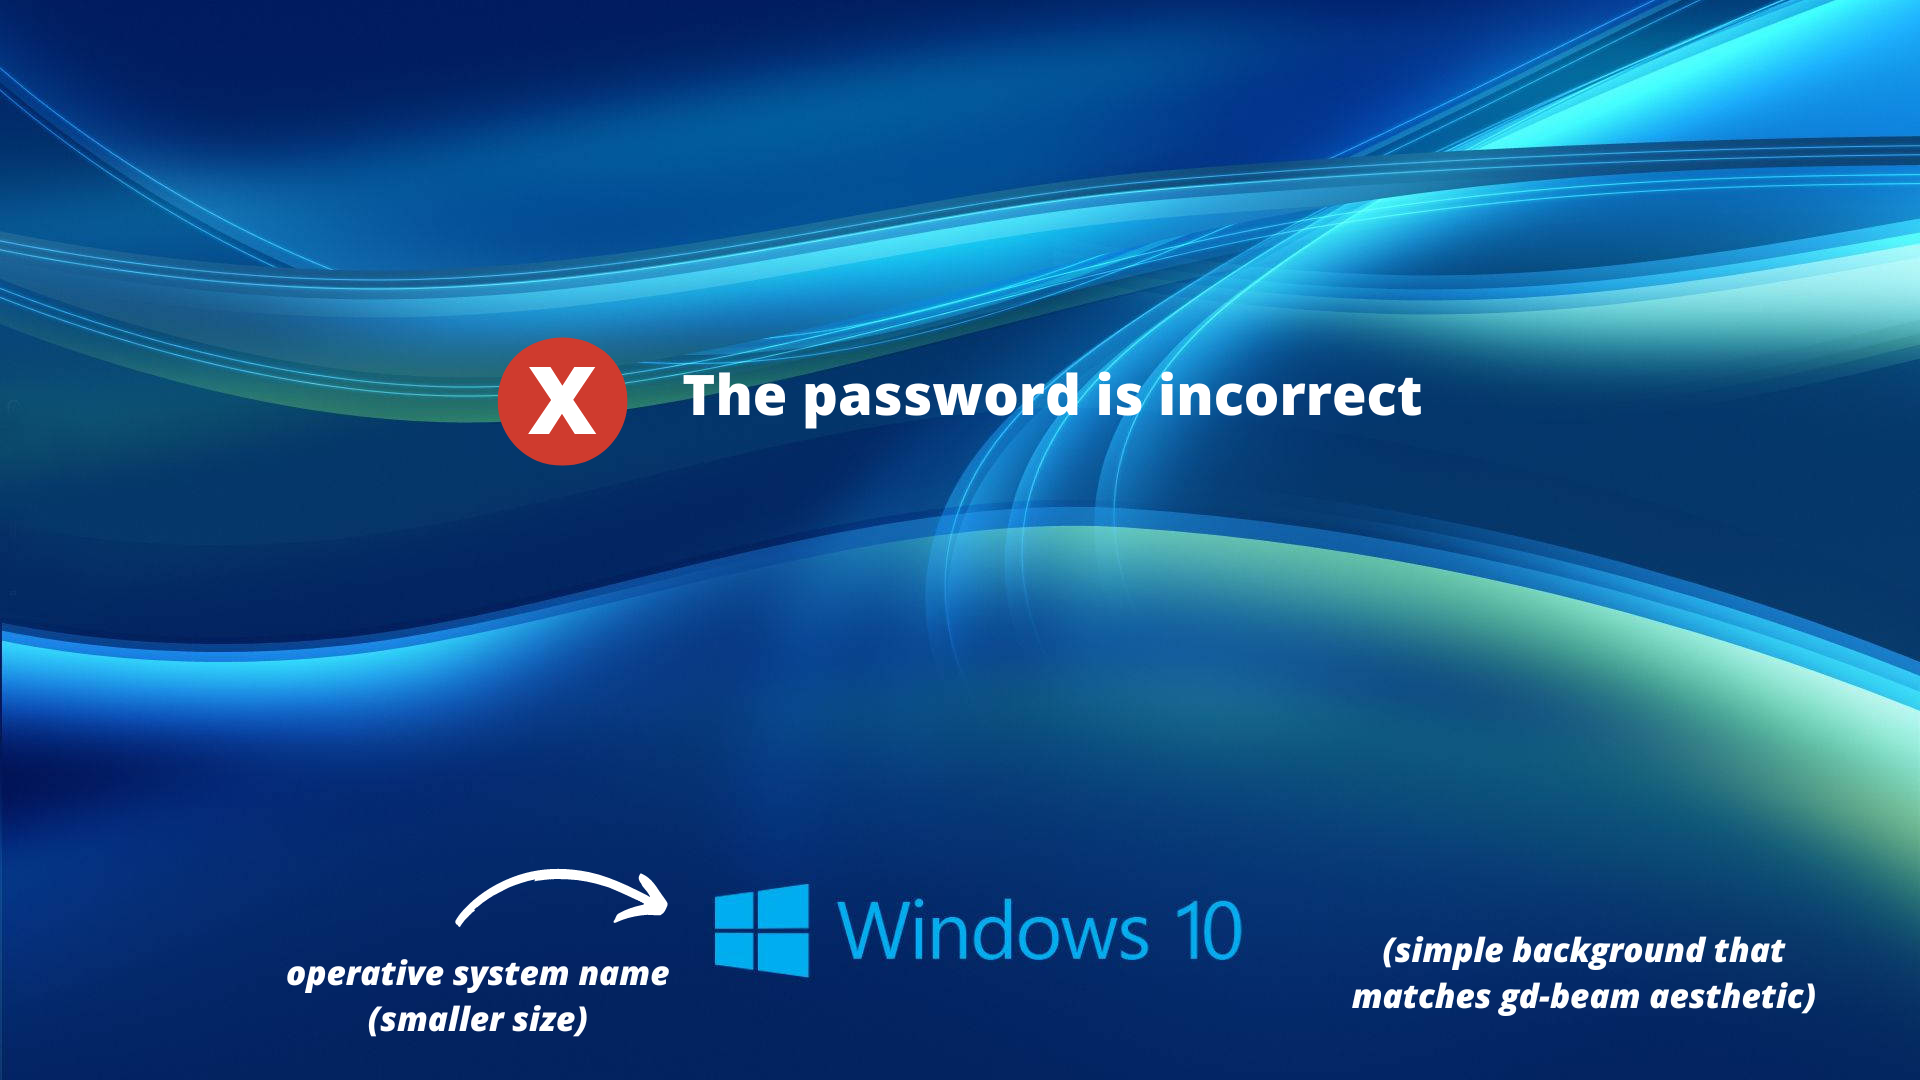 X
The password is incorrect
Windows 10
operative system name
(smaller size)
(simple background that
matches gd-beam aesthetic)